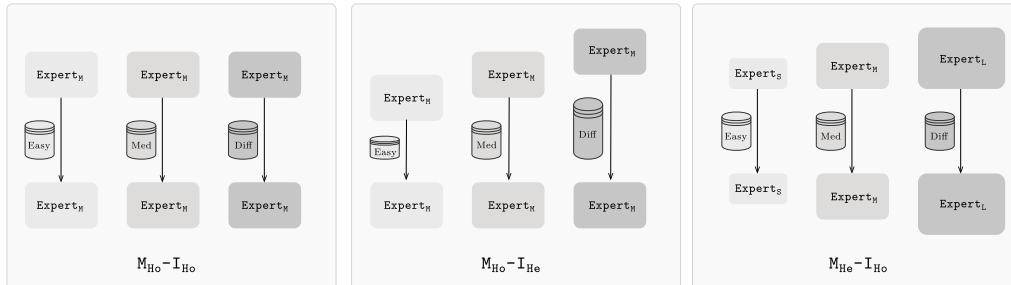 Expert_M Expert_M Expert_M
Easy Med Diff
Expert_M Expert_M Expert_M
M_Ho-I_Ho
Expert_M Expert_M Expert_M
Easy Med Diff
Expert_M Expert_M Expert_M
M_Ho-I_He
Expert_S Expert_M Expert_L
Easy Med Diff
Expert_S Expert_M Expert_L
M_He-I_Ho